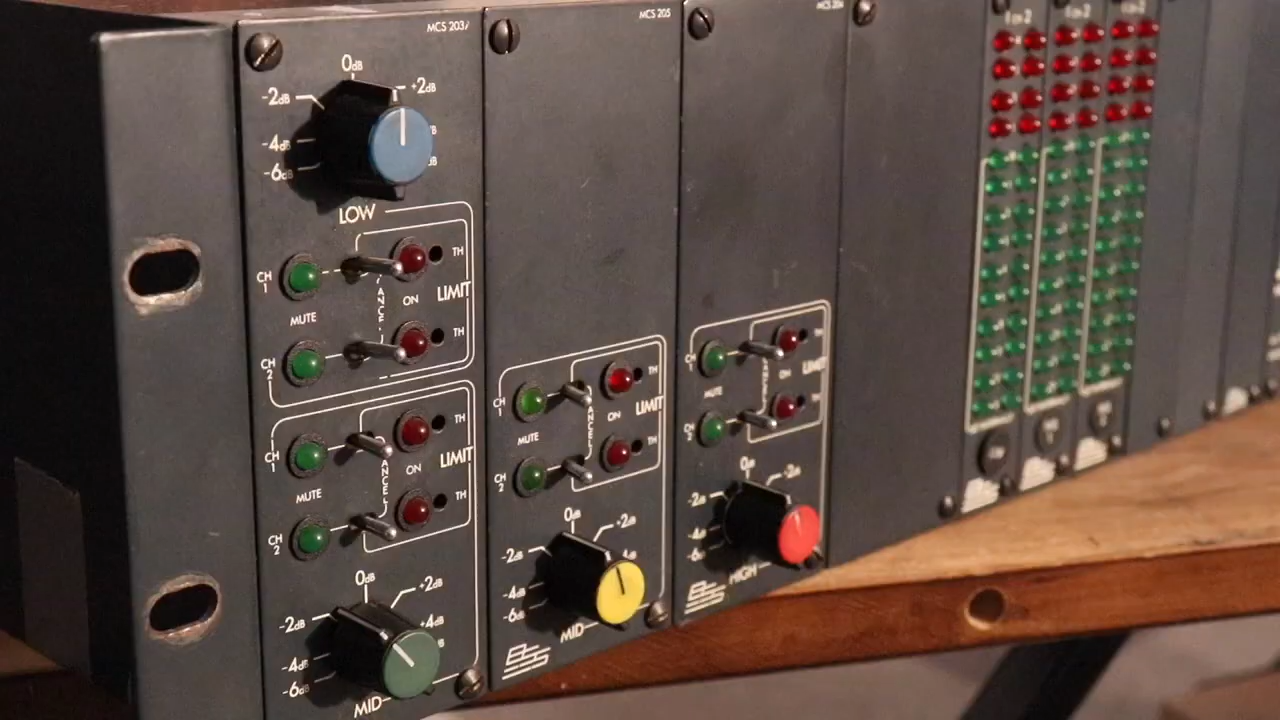 MCS 203
0dB
-2dB
+2dB
-4dB
-6dB
LOW
CH 1
TH
MUTE
ON
LIMIT
CH 2
TH
CH 1
TH
MUTE
ON
LIMIT
CH 2
TH
0dB
-2dB
+2dB
-4dB
+4dB
-6dB
MID
MCS 205
CH 1
TH
MUTE
ON
LIMIT
CH 2
TH
0dB
-2dB
+2dB
-4dB
-6dB
MID
BSS
CH 1
TH
MUTE
ON
LIMIT
CH 2
TH
0dB
-2dB
-2dB
-4dB
-6dB
HIGH
BSS